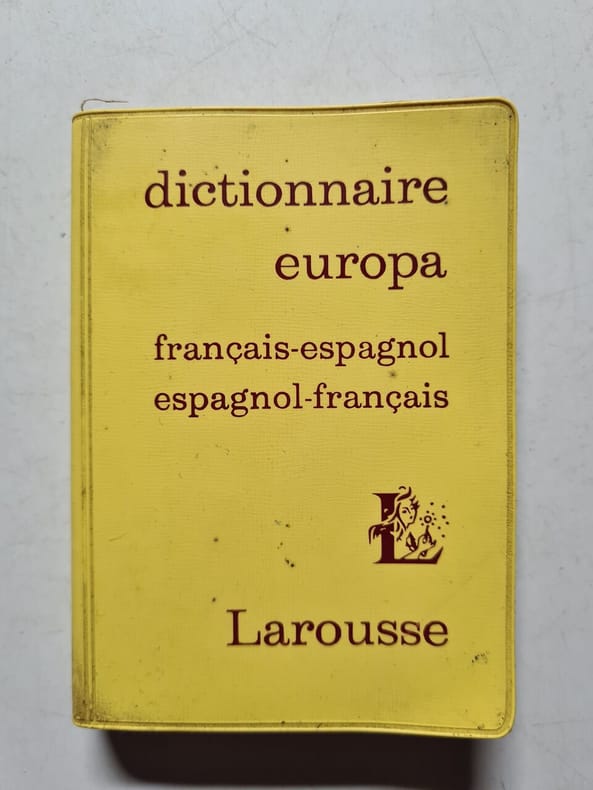 dictionnaire
europa
français-espagnol
espagnol-français
L
Larousse